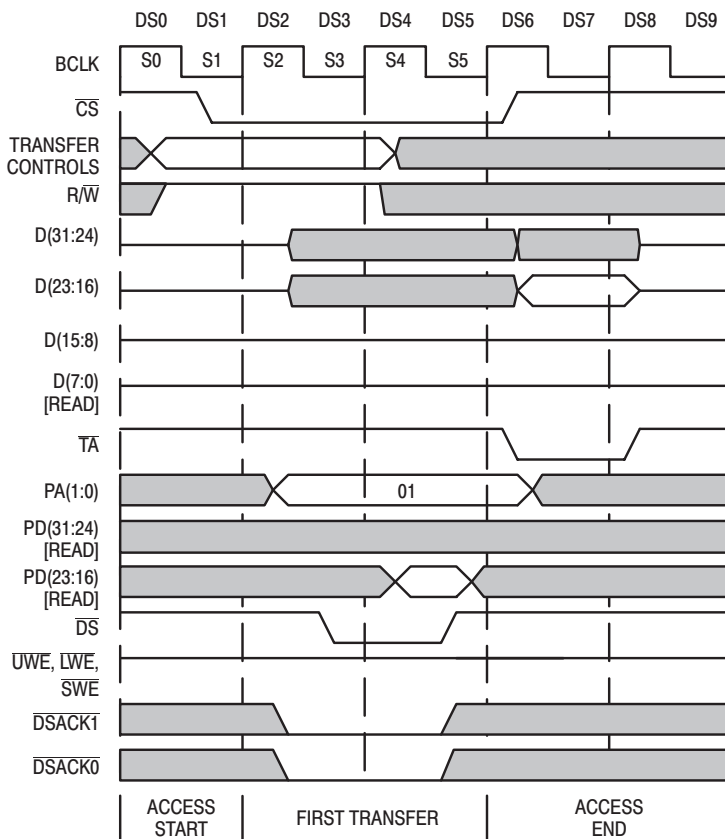 DS0 DS1 DS2 DS3 DS4 DS5 DS6 DS7 DS8 DS9
BCLK S0 S1 S2 S3 S4 S5
CS
TRANSFER
CONTROLS
R/W
D(31:24)
D(23:16)
D(15:8)
D(7:0)
[READ]
TA
PA(1:0) 01
PD(31:24)
[READ]
PD(23:16)
[READ]
DS
UWE, LWE,
SWE
DSACK1
DSACK0
ACCESS
START
FIRST TRANSFER
ACCESS
END